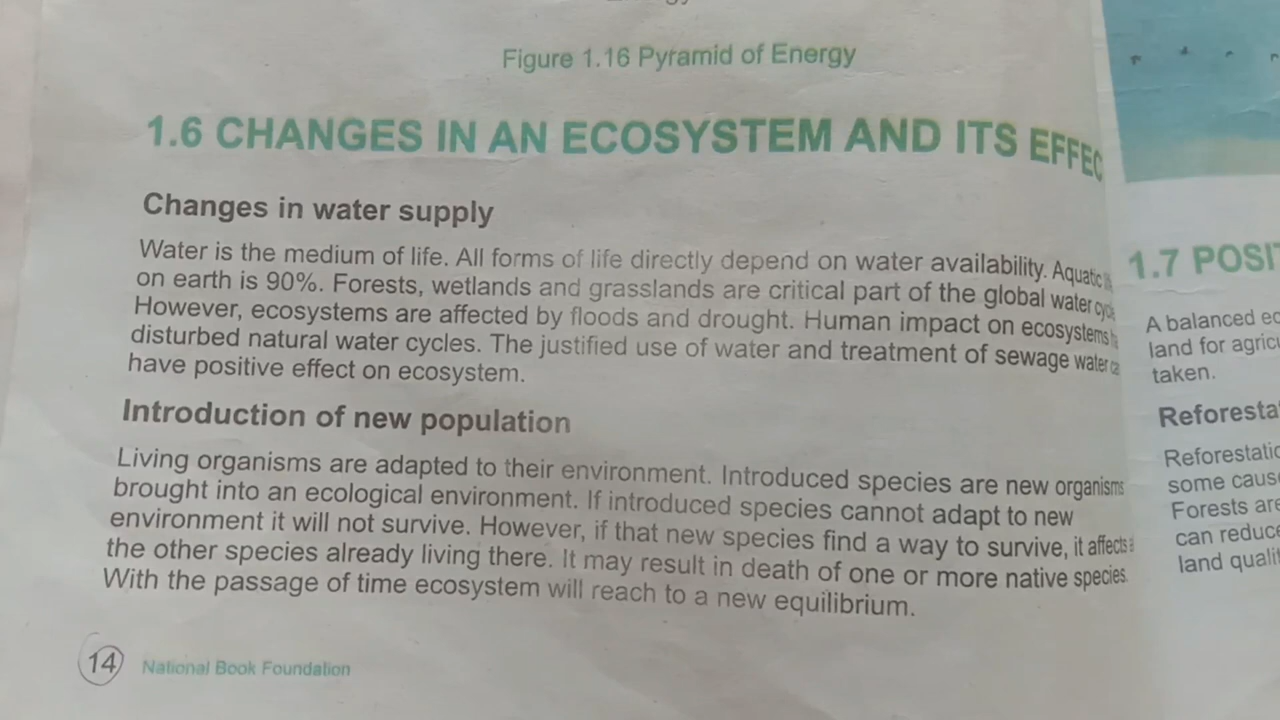 Figure 1.16 Pyramid of Energy
1.6 CHANGES IN AN ECOSYSTEM AND ITS EFFEC
Changes in water supply
Water is the medium of life. All forms of life directly depend on water availability. Aquatic
on earth is 90%. Forests, wetlands and grasslands are critical part of the global water
However, ecosystems are affected by floods and drought. Human impact on ecosystems
disturbed natural water cycles. The justified use of water and treatment of sewage water
have positive effect on ecosystem.
Introduction of new population
Living organisms are adapted to their environment. Introduced species are new organisms
brought into an ecological environment. If introduced species cannot adapt to new
environment it will not survive. However, if that new species find a way to survive, it affects
the other species already living there. It may result in death of one or more native species.
With the passage of time ecosystem will reach to a new equilibrium.
14 National Book Foundation
1.7 POSI
A balanced ec
land for agricu
taken.
Reforesta
Reforestatio
some cause
Forests are
can reduce
land qualit